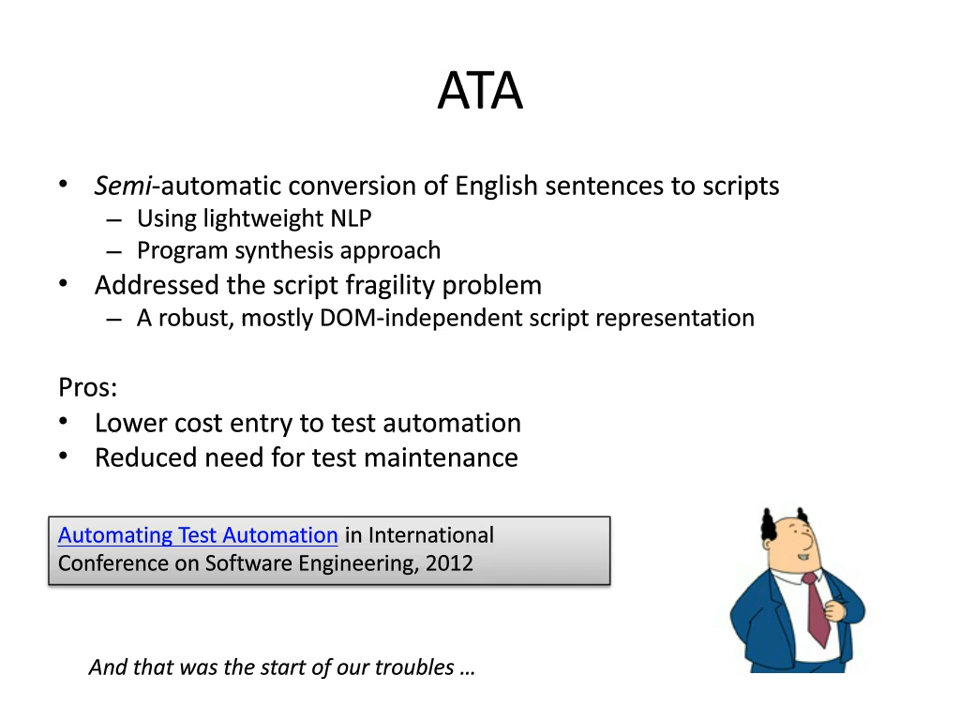 ATA
• Semi-automatic conversion of English sentences to scripts
– Using lightweight NLP
– Program synthesis approach
• Addressed the script fragility problem
– A robust, mostly DOM-independent script representation
Pros:
• Lower cost entry to test automation
• Reduced need for test maintenance
Automating Test Automation in International
Conference on Software Engineering, 2012
And that was the start of our troubles …